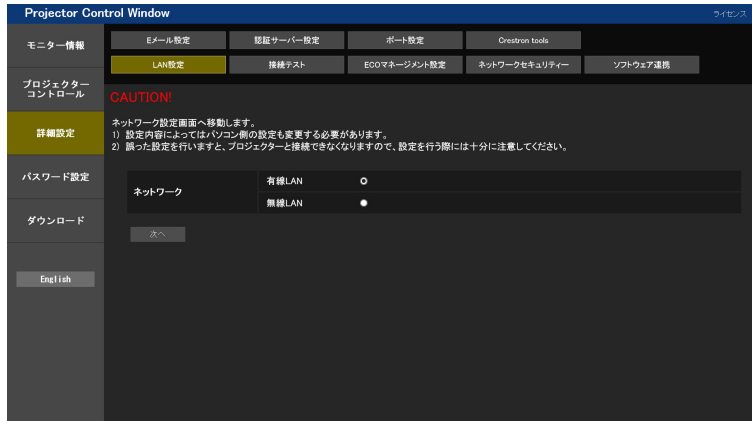 Projector Control Window
ライセンス
モニター情報
プロジェクター
コントロール
詳細設定
パスワード設定
ダウンロード
English
Eメール設定
認証サーバー設定
ポート設定
Crestron tools
LAN設定
接続テスト
ECOマネージメント設定
ネットワークセキュリティー
ソフトウェア連携
CAUTION!
ネットワーク設定画面へ移動します。
1) 設定内容によってはパソコン側の設定も変更する必要があります。
2) 誤った設定を行いますと、プロジェクターと接続できなくなりますので、設定を行う際には十分に注意してください。
ネットワーク
有線LAN
無線LAN
次へ